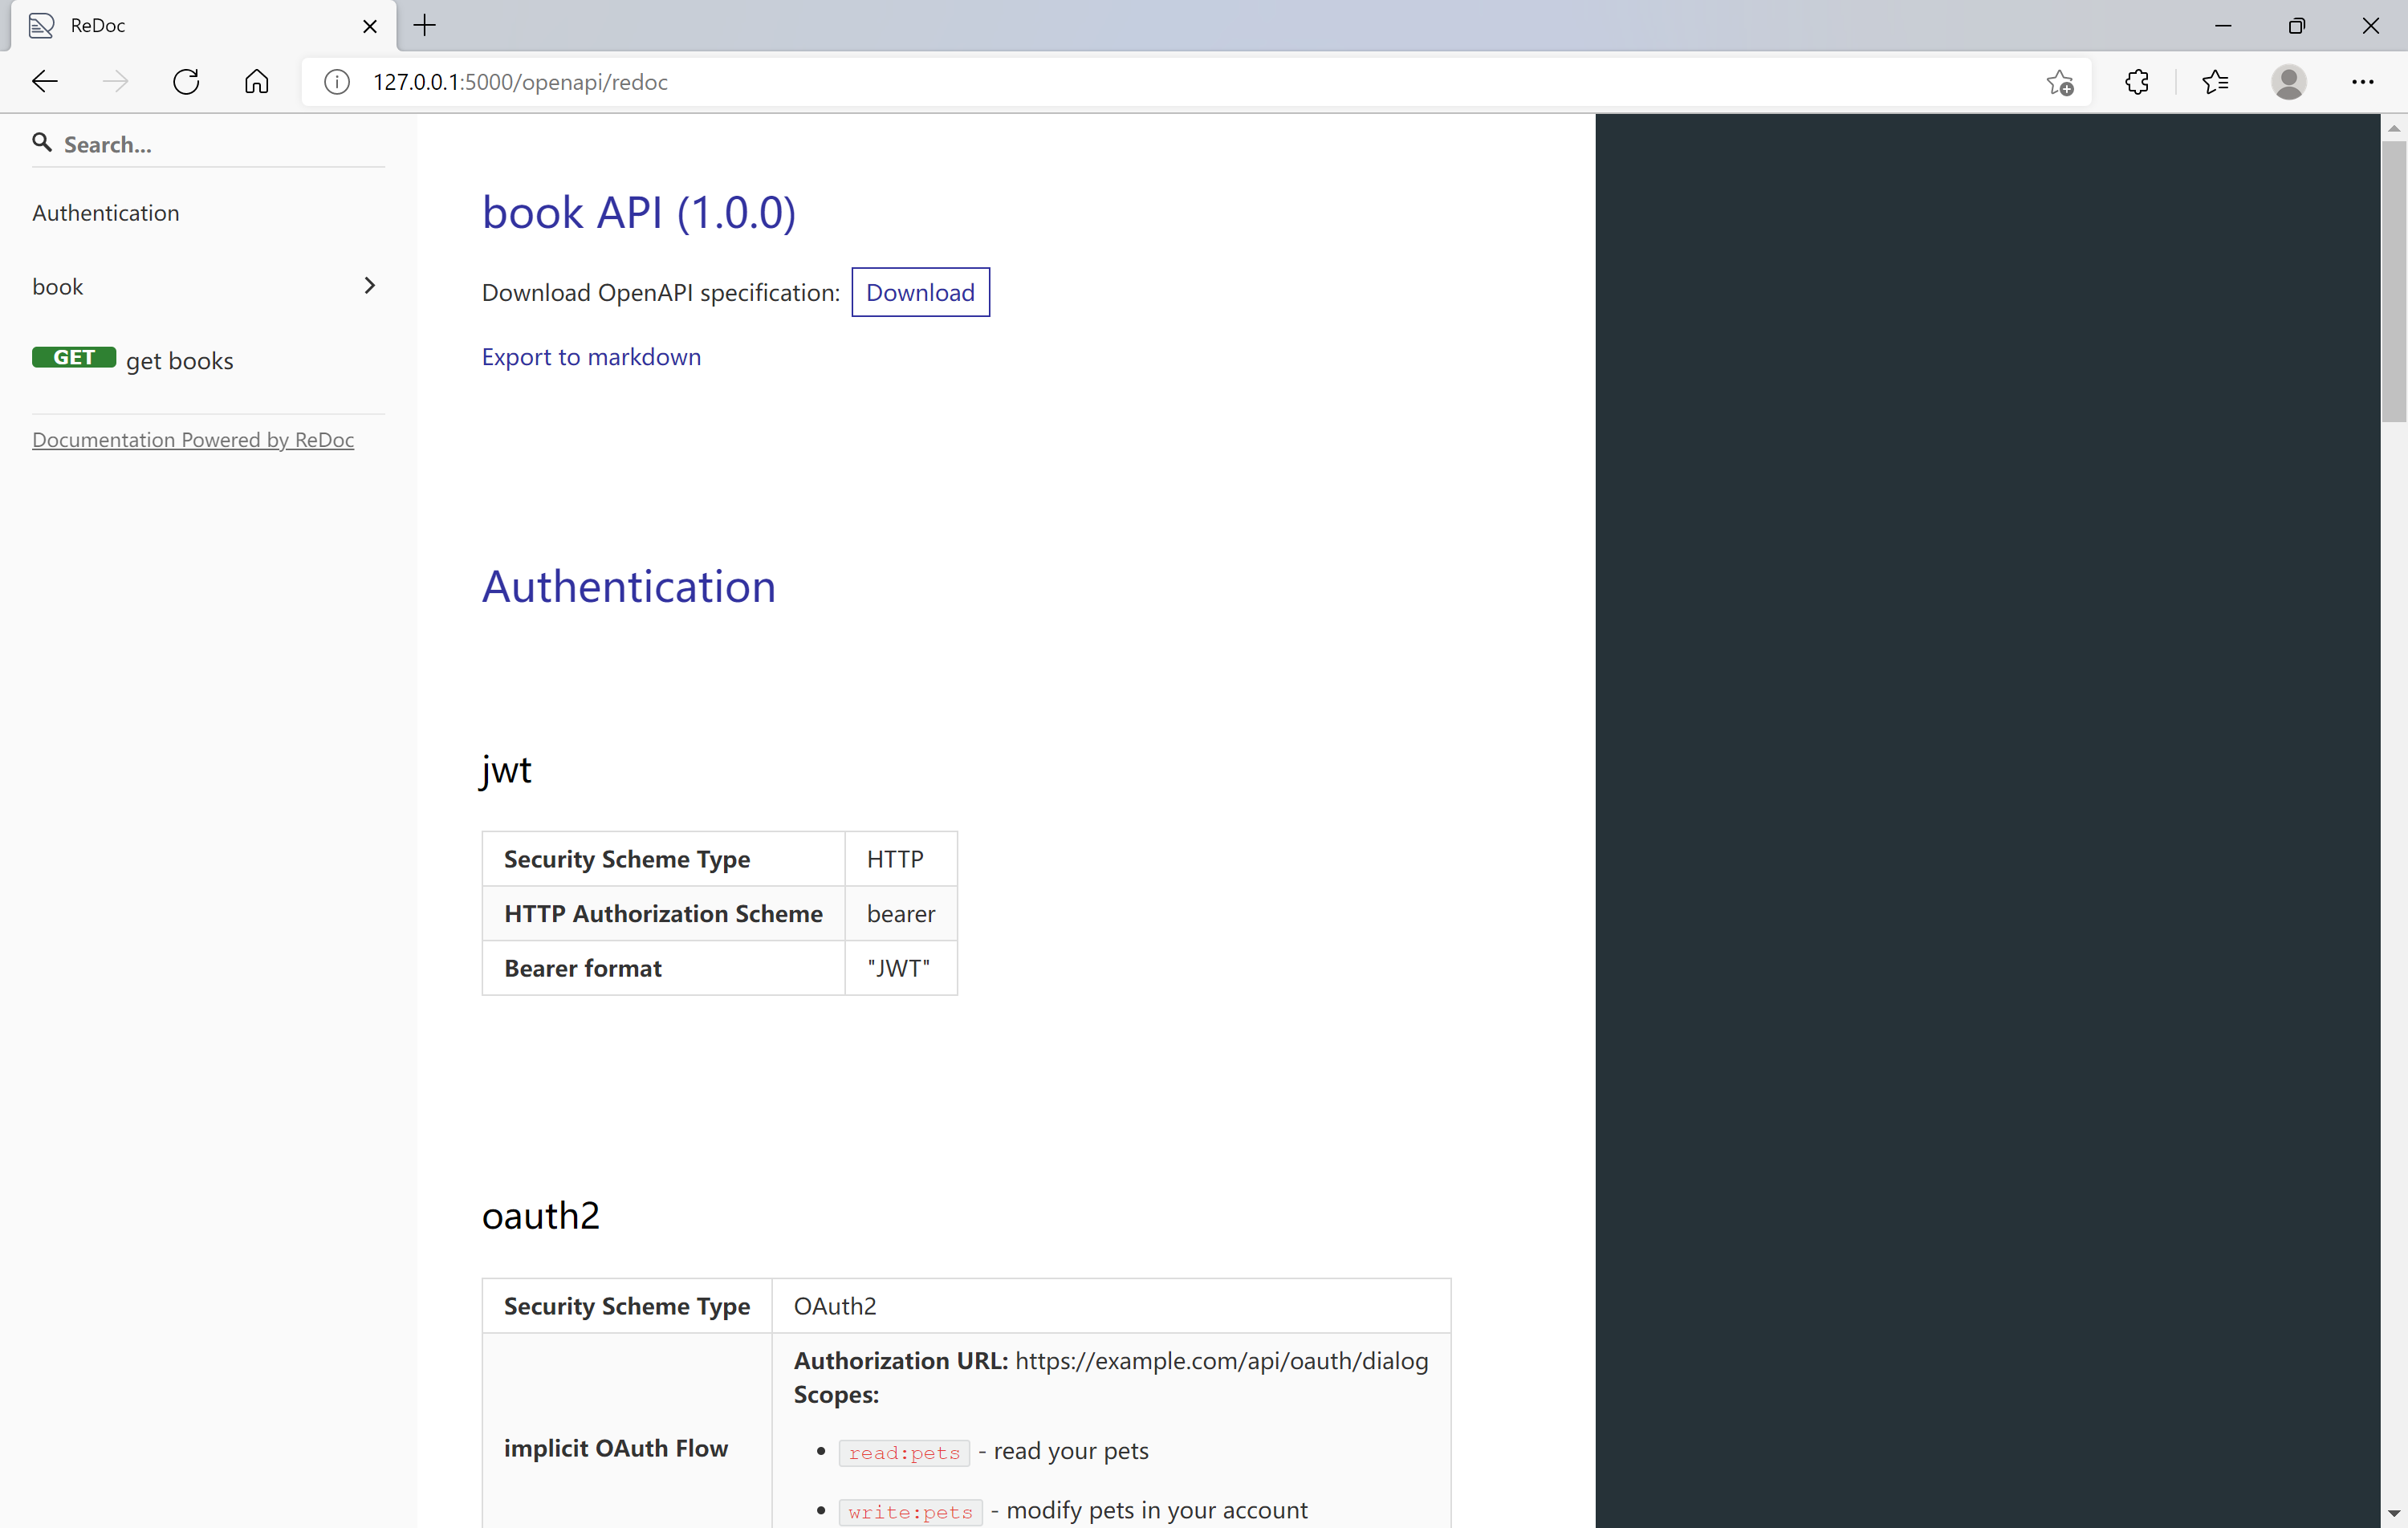 ReDoc
127.0.0.1:5000/openapi/redoc
Search...
Authentication
book
GET get books
Documentation Powered by ReDoc
book API (1.0.0)
Download OpenAPI specification: Download
Export to markdown
Authentication
jwt
Security Scheme Type HTTP
HTTP Authorization Scheme bearer
Bearer format "JWT"
oauth2
Security Scheme Type OAuth2
implicit OAuth Flow
Authorization URL: https://example.com/api/oauth/dialog
Scopes:
• read:pets - read your pets
• write:pets - modify pets in your account